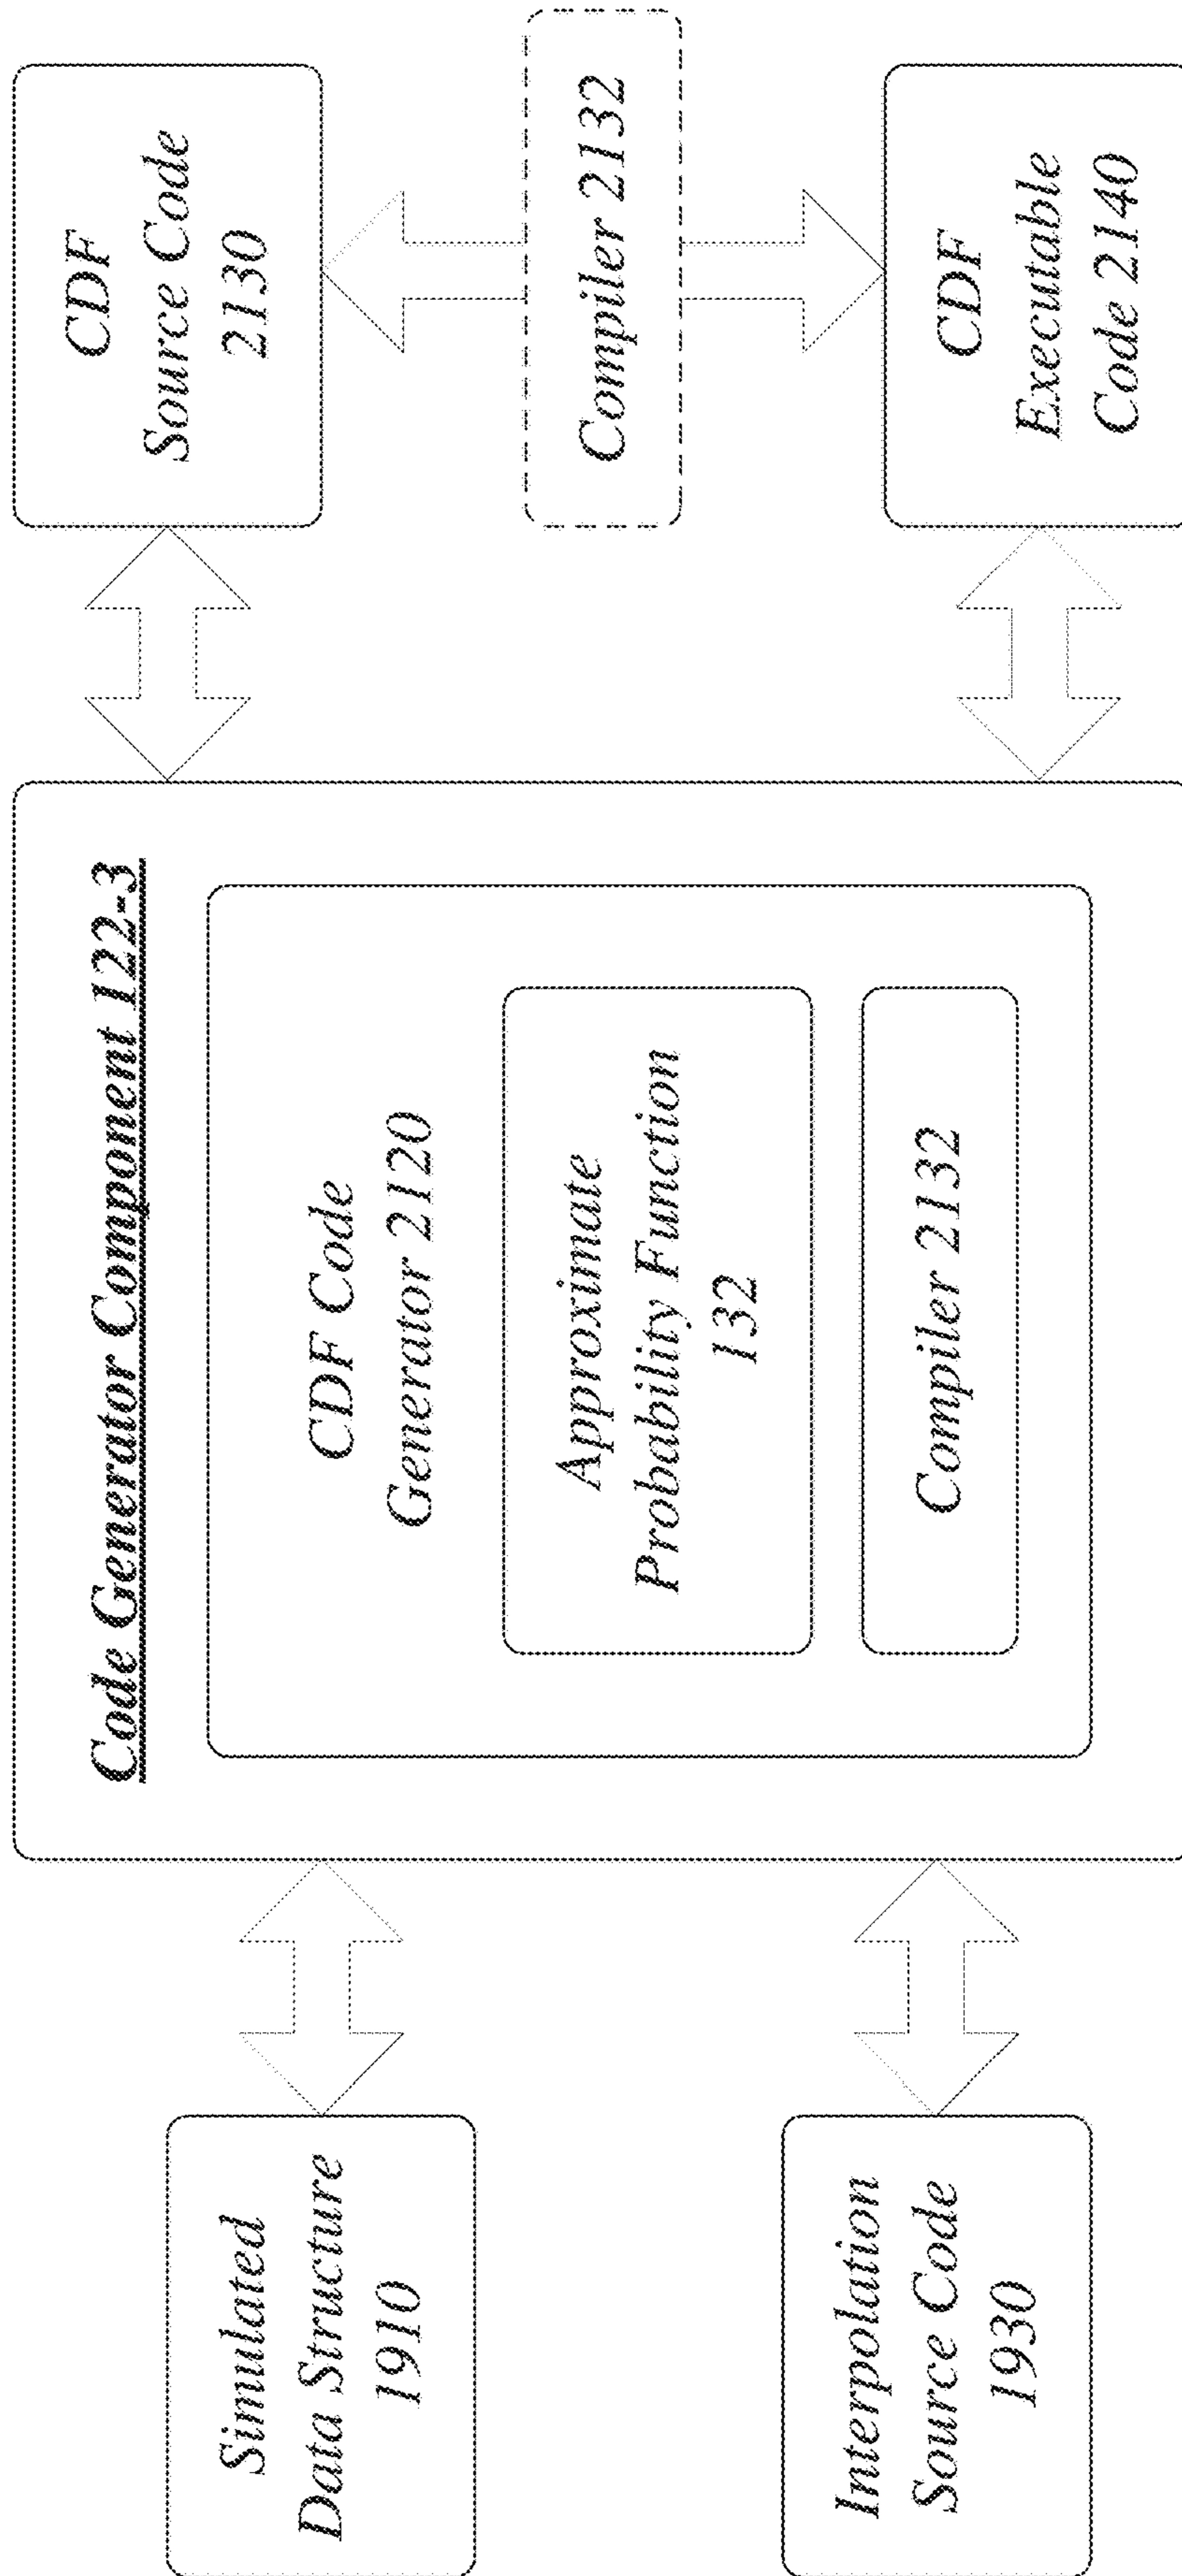 Simulated
Data Structure
1910
Interpolation
Source Code
1930
Code Generator Component 122-3
CDF Code
Generator 2120
Approximate
Probability Function
132
Compiler 2132
CDF
Source Code
2130
Compiler 2132
CDF
Executable
Code 2140